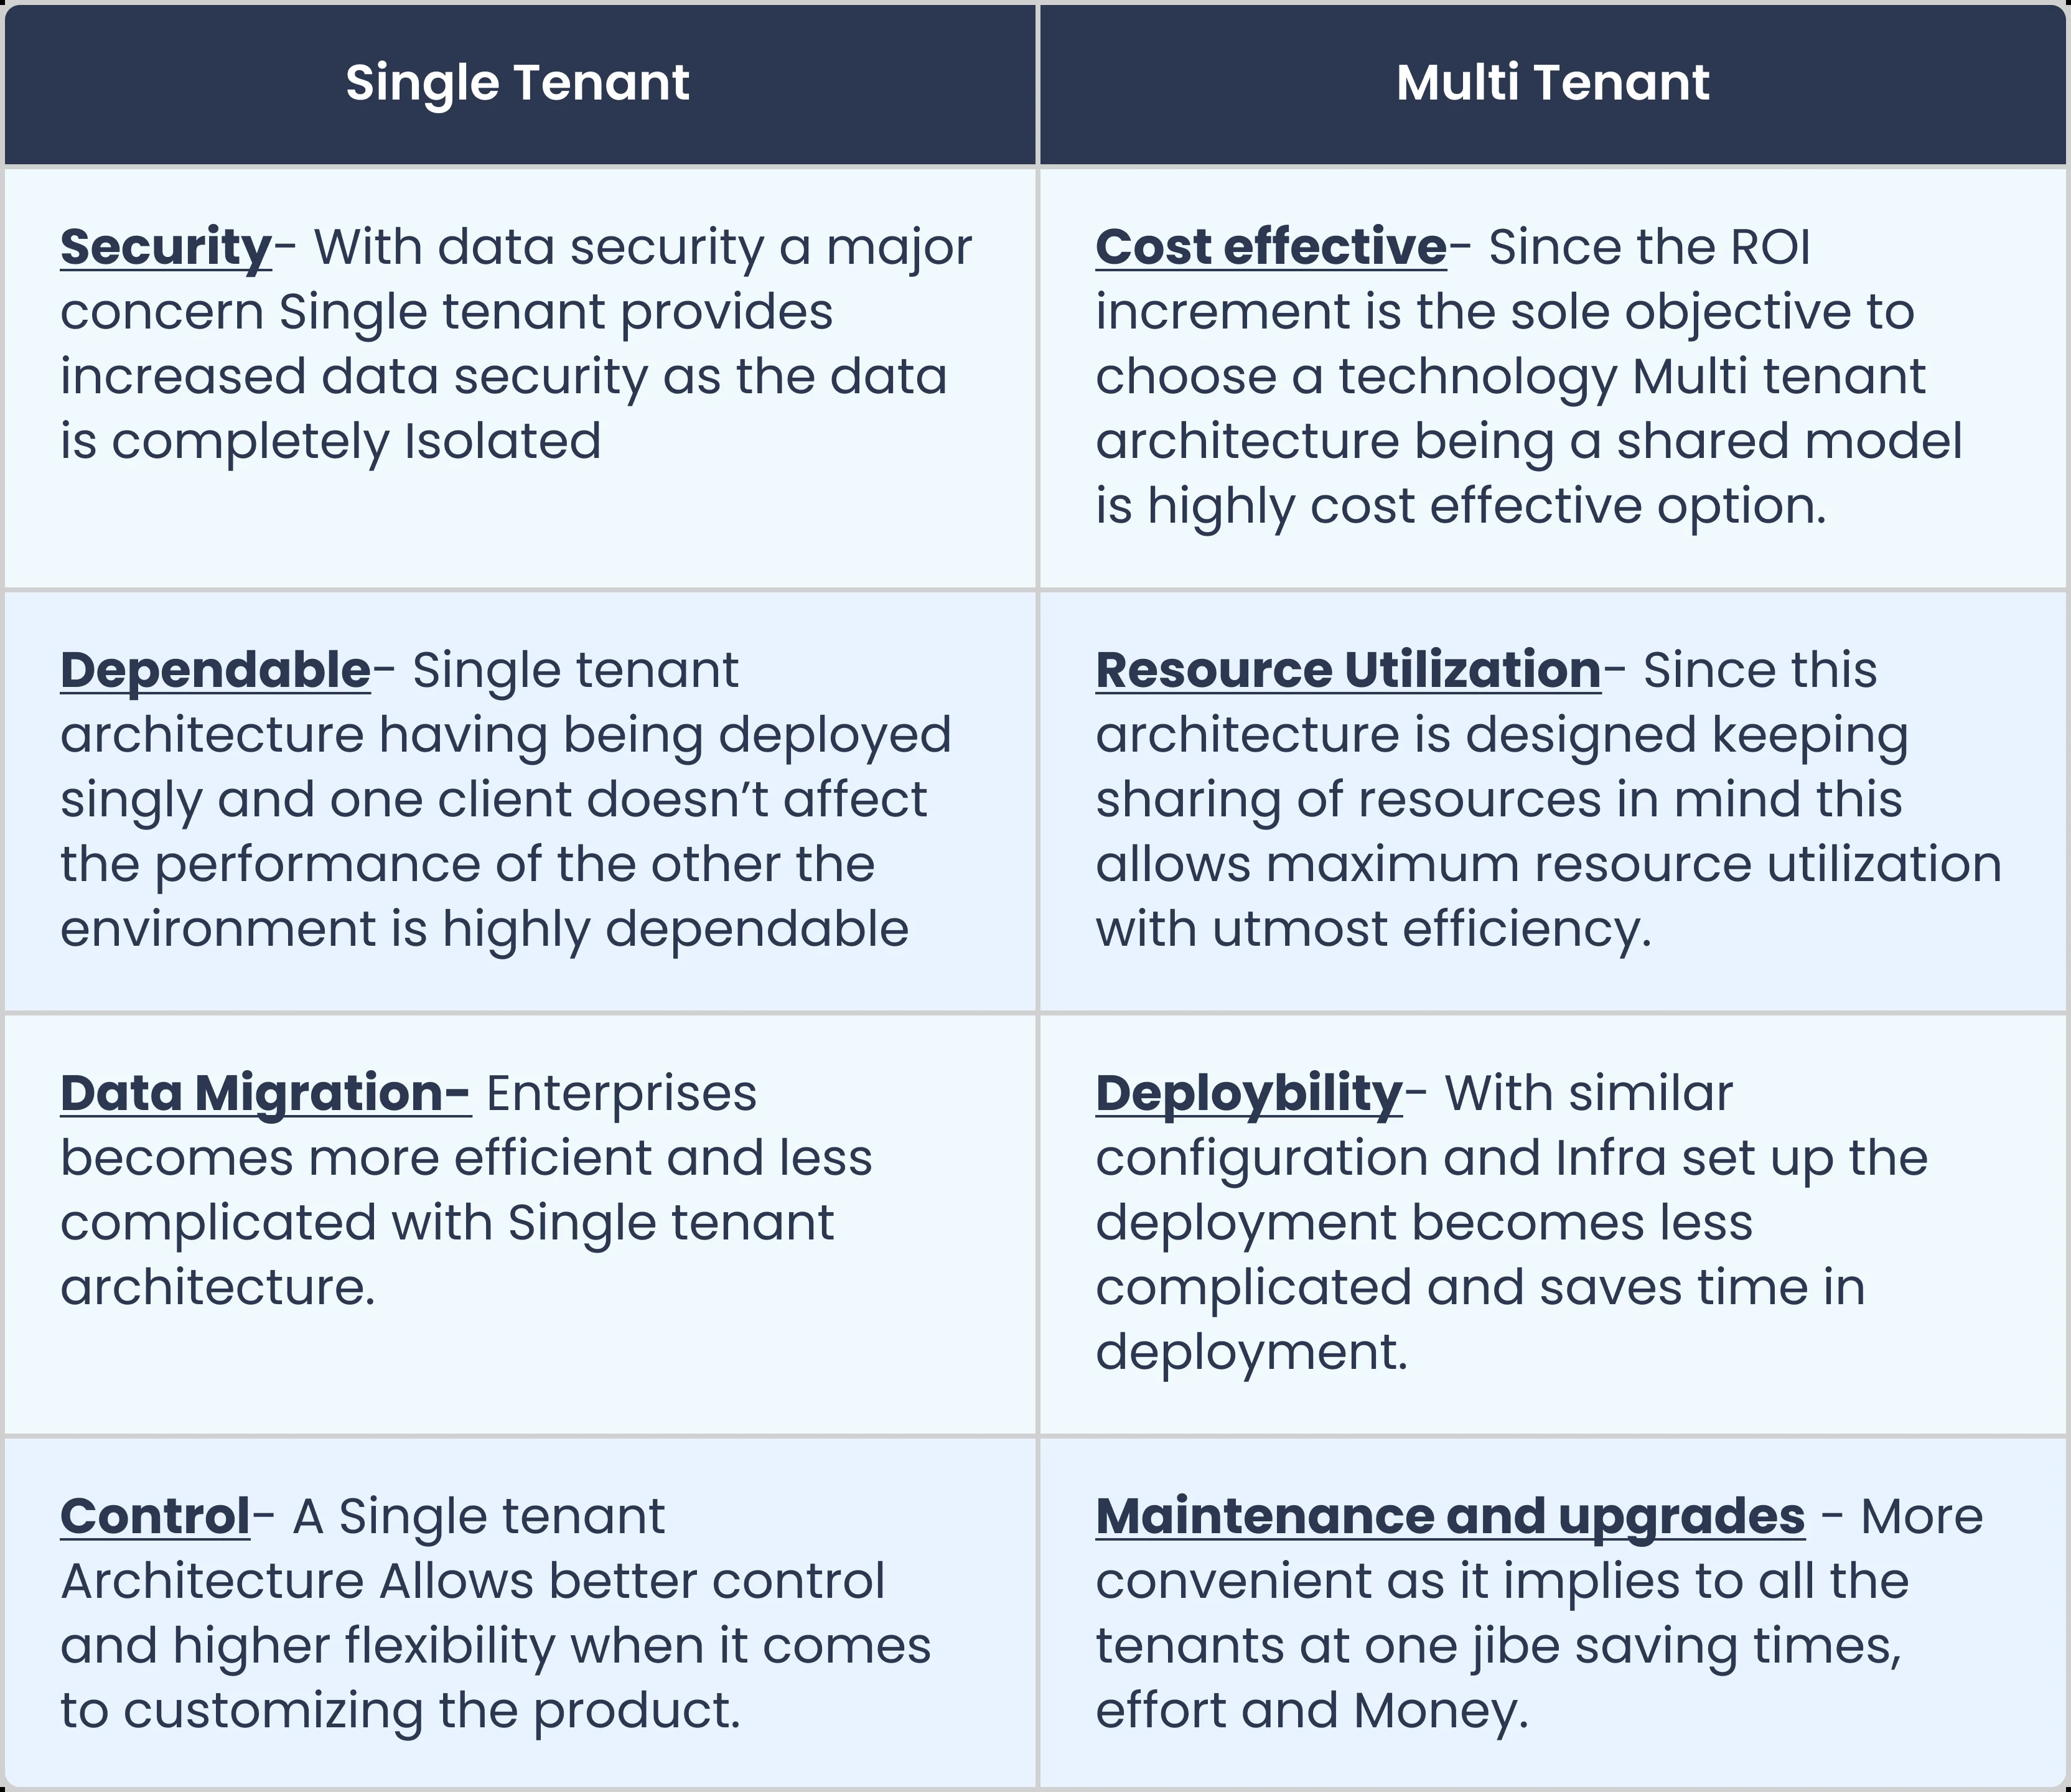 Single Tenant
Multi Tenant
Security- With data security a major
concern Single tenant provides
increased data security as the data
is completely Isolated
Cost effective- Since the ROI
increment is the sole objective to
choose a technology Multi tenant
architecture being a shared model
is highly cost effective option.
Dependable- Single tenant
architecture having being deployed
singly and one client doesn’t affect
the performance of the other the
environment is highly dependable
Resource Utilization- Since this
architecture is designed keeping
sharing of resources in mind this
allows maximum resource utilization
with utmost efficiency.
Data Migration- Enterprises
becomes more efficient and less
complicated with Single tenant
architecture.
Deploybility- With similar
configuration and Infra set up the
deployment becomes less
complicated and saves time in
deployment.
Control- A Single tenant
Architecture Allows better control
and higher flexibility when it comes
to customizing the product.
Maintenance and upgrades - More
convenient as it implies to all the
tenants at one jibe saving times,
effort and Money.